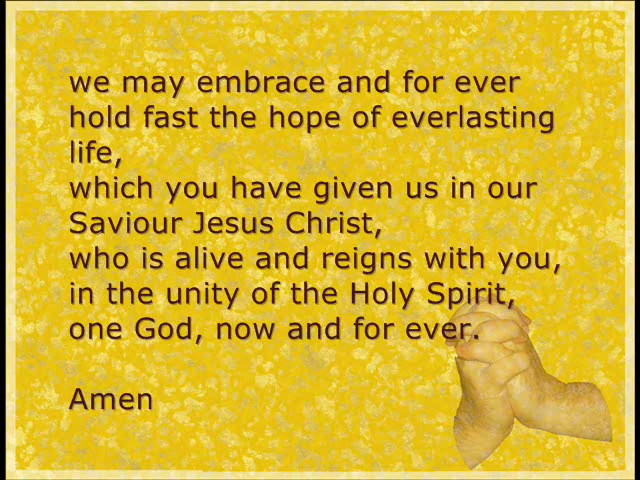 we may embrace and for ever
hold fast the hope of everlasting
life,
which you have given us in our
Saviour Jesus Christ,
who is alive and reigns with you,
in the unity of the Holy Spirit,
one God, now and for ever.
Amen